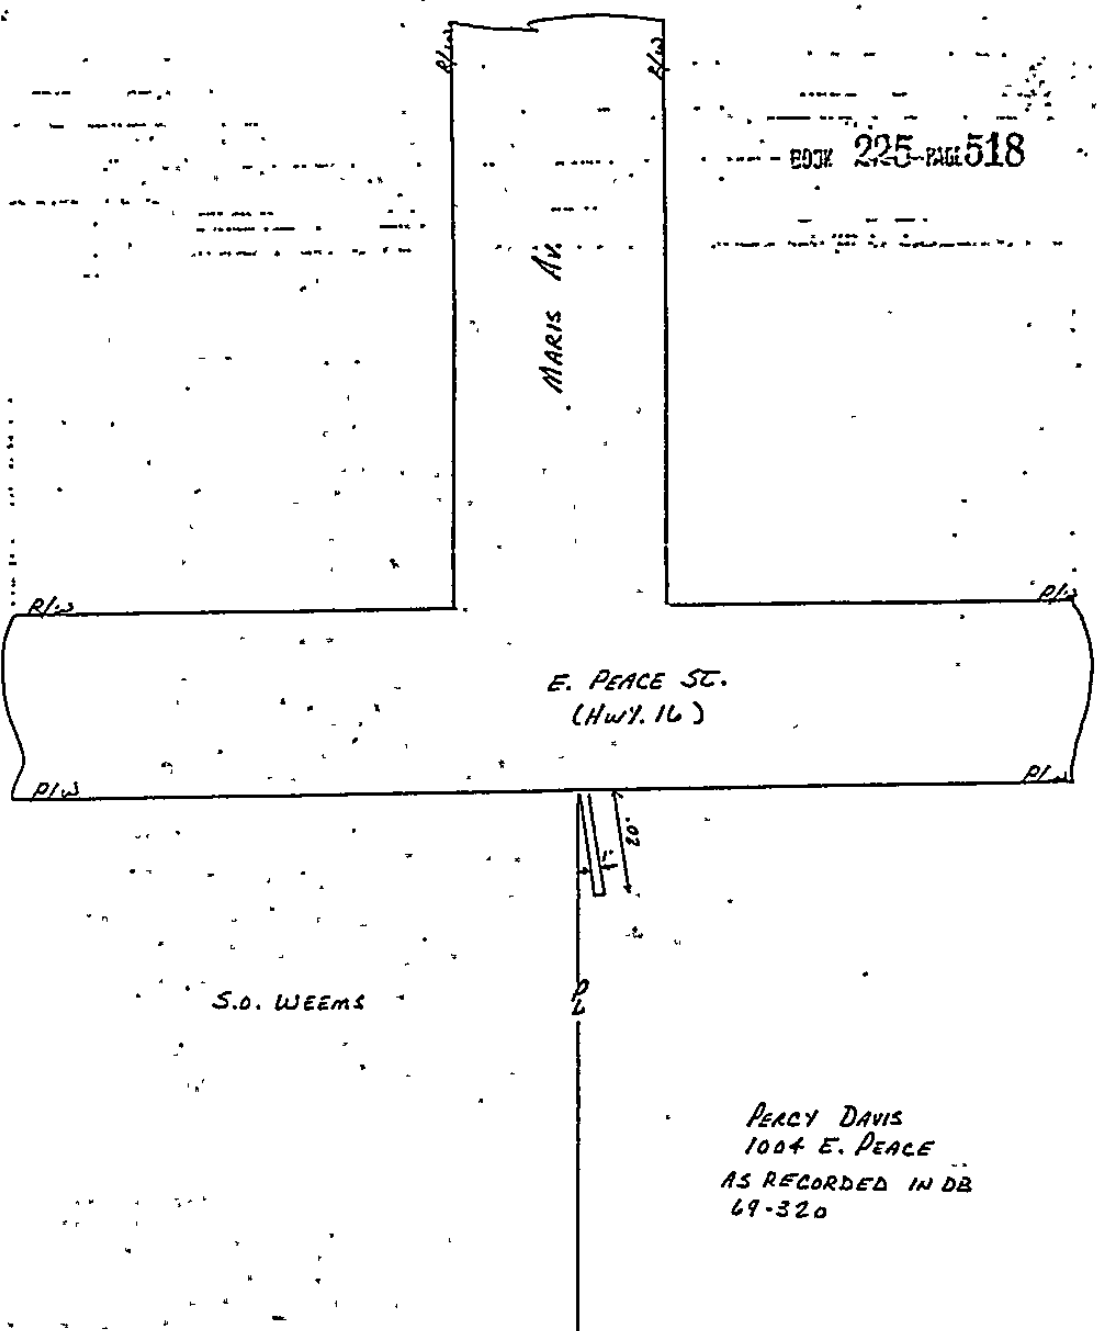 R/W
R/W
BOOK 225 PAGE 518
MARIS AV.
R/W
R/W
E. PEACE ST.
(HWY. 16)
R/W
R/W
20'
S.O. WEEMS
PL
PERCY DAVIS
1004 E. PEACE
AS RECORDED IN DB
69-320